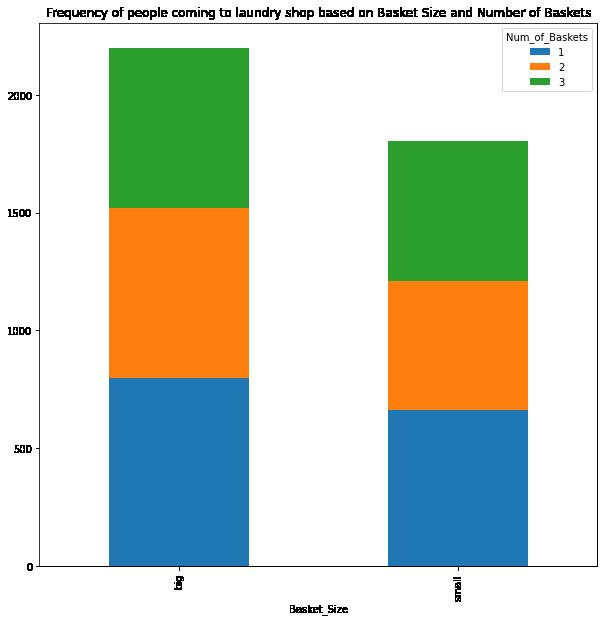 Frequency of people coming to laundry shop based on Basket Size and Number of Baskets
Num_of_Baskets
1
2
3
2000
1500
1000
500
0
big
small
Basket_Size